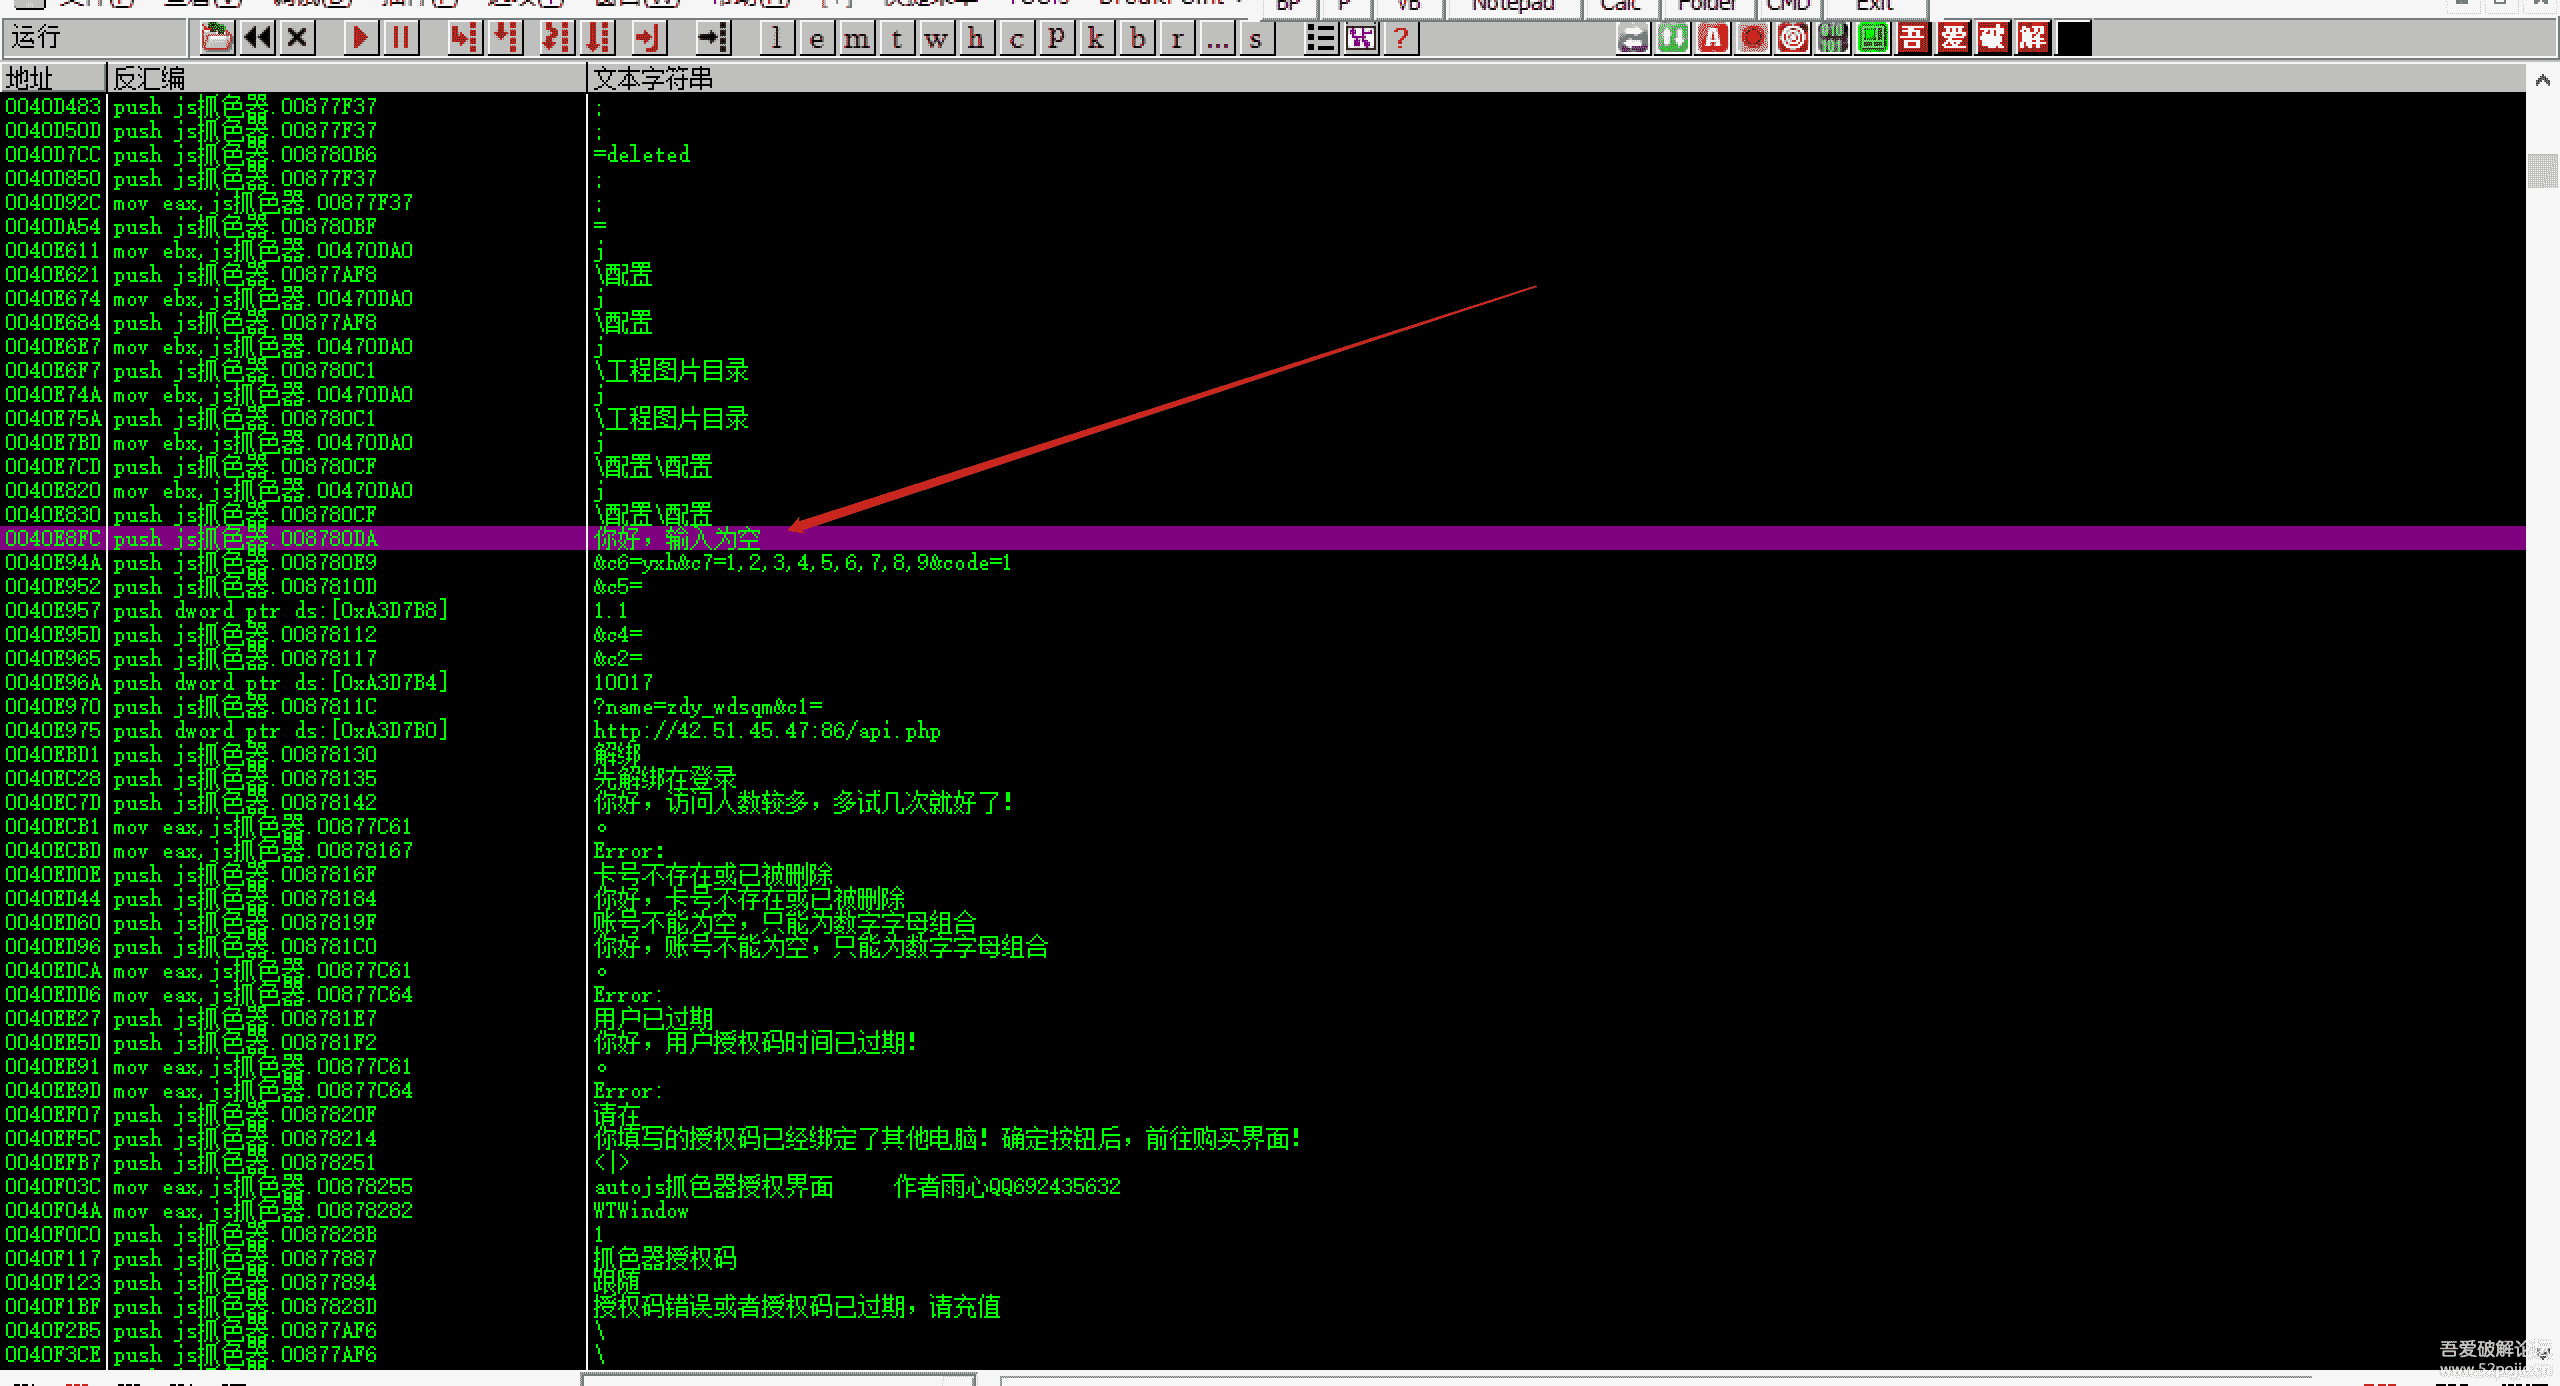 BP P VB Notepad Calc Folder CMD Exit
运行 l e m t w h c P k b r ... s ? 吾 爱 破 解
地址 反汇编 文本字符串
0040D483 push js抓色器.00877F37 ;
0040D50D push js抓色器.00877F37 ;
0040D7CC push js抓色器.008780B6 =deleted
0040D850 push js抓色器.00877F37 ;
0040D92C mov eax,js抓色器.00877F37 ;
0040DA54 push js抓色器.008780BF =
0040E611 mov ebx,js抓色器.00470DA0 j
0040E621 push js抓色器.00877AF8 \配置
0040E674 mov ebx,js抓色器.00470DA0 j
0040E684 push js抓色器.00877AF8 \配置
0040E6E7 mov ebx,js抓色器.00470DA0 j
0040E6F7 push js抓色器.008780C1 \工程图片目录
0040E74A mov ebx,js抓色器.00470DA0 j
0040E75A push js抓色器.008780C1 \工程图片目录
0040E7BD mov ebx,js抓色器.00470DA0 j
0040E7CD push js抓色器.008780CF \配置\配置
0040E820 mov ebx,js抓色器.00470DA0 j
0040E830 push js抓色器.008780CF \配置\配置
0040E8FC push js抓色器.008780DA 你好，输入为空
0040E94A push js抓色器.008780E9 &c6=yxh&c7=1,2,3,4,5,6,7,8,9&code=1
0040E952 push js抓色器.0087810D &c5=
0040E957 push dword ptr ds:[0xA3D7B8] 1.1
0040E95D push js抓色器.00878112 &c4=
0040E965 push js抓色器.00878117 &c2=
0040E96A push dword ptr ds:[0xA3D7B4] 10017
0040E970 push js抓色器.0087811C ?name=zdy_wdsqm&c1=
0040E975 push dword ptr ds:[0xA3D7B0] http://42.51.45.47:86/api.php
0040EBD1 push js抓色器.00878130 解绑
0040EC28 push js抓色器.00878135 先解绑在登录
0040EC7D push js抓色器.00878142 你好，访问人数较多，多试几次就好了！
0040ECB1 mov eax,js抓色器.00877C61 。
0040ECBD mov eax,js抓色器.00878167 Error：
0040ED0E push js抓色器.0087816F 卡号不存在或已被删除
0040ED44 push js抓色器.00878184 你好，卡号不存在或已被删除
0040ED60 push js抓色器.0087819F 账号不能为空，只能为数字字母组合
0040ED96 push js抓色器.008781C0 你好，账号不能为空，只能为数字字母组合
0040EDCA mov eax,js抓色器.00877C61 。
0040EDD6 mov eax,js抓色器.00877C64 Error:
0040EE27 push js抓色器.008781E7 用户已过期
0040EE5D push js抓色器.008781F2 你好，用户授权码时间已过期！
0040EE91 mov eax,js抓色器.00877C61 。
0040EE9D mov eax,js抓色器.00877C64 Error:
0040EF07 push js抓色器.0087820F 请在
0040EF5C push js抓色器.00878214 你填写的授权码已经绑定了其他电脑！确定按钮后，前往购买界面！
0040EFB7 push js抓色器.00878251 <|>
0040F03C mov eax,js抓色器.00878255 autojs抓色器授权界面 作者雨心QQ692435632
0040F04A mov eax,js抓色器.00878282 WTWindow
0040F0C0 push js抓色器.0087828B 1
0040F117 push js抓色器.00877887 抓色器授权码
0040F123 push js抓色器.00877894 跟随
0040F1BF push js抓色器.0087828D 授权码错误或者授权码已过期，请充值
0040F2B5 push js抓色器.00877AF6 \
0040F3CE push js抓色器.00877AF6 \
吾爱破解论坛
www.52pojie.cn